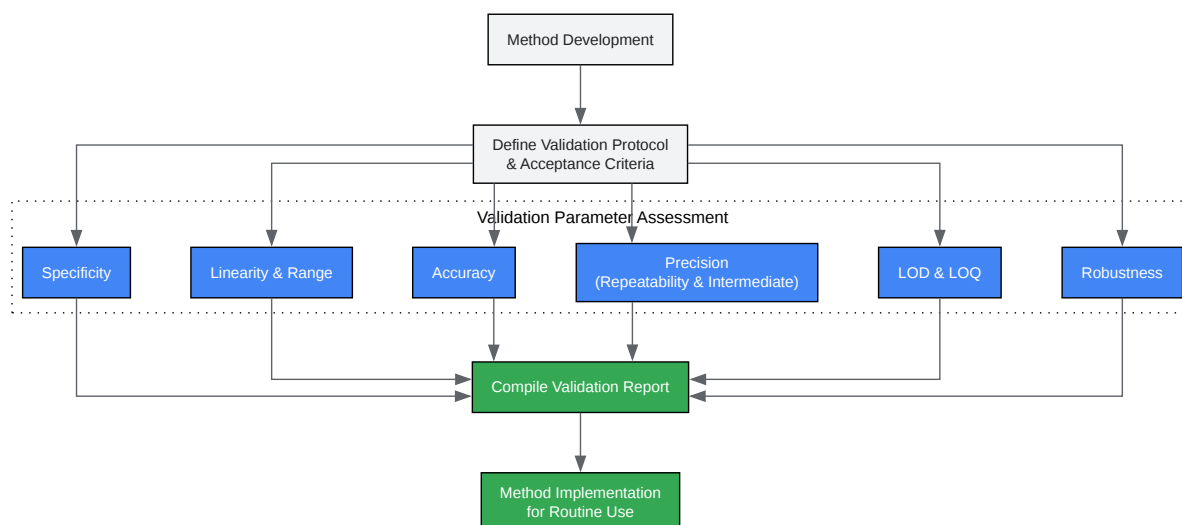 Method Development
Define Validation Protocol
& Acceptance Criteria
Validation Parameter Assessment
Specificity
Linearity & Range
Accuracy
Precision
(Repeatability & Intermediate)
LOD & LOQ
Robustness
Compile Validation Report
Method Implementation
for Routine Use